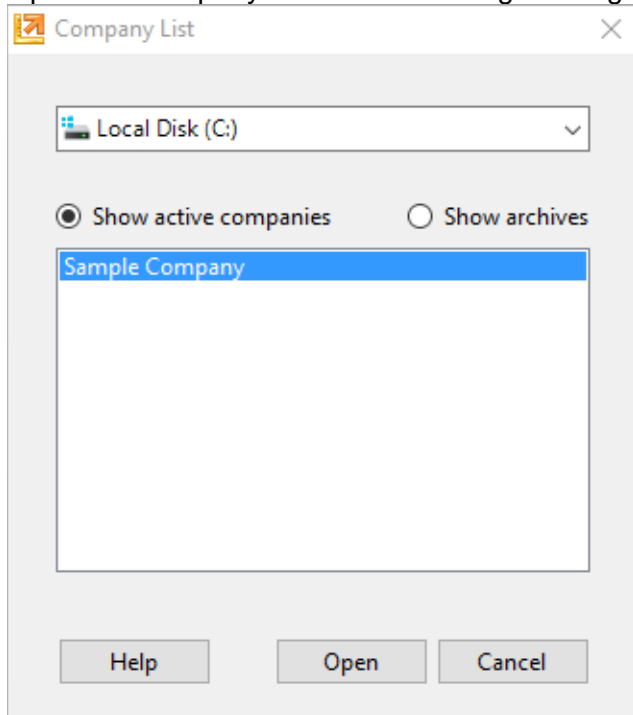 Company List
Local Disk (C:)
Show active companies Show archives
Sample Company
Help Open Cancel